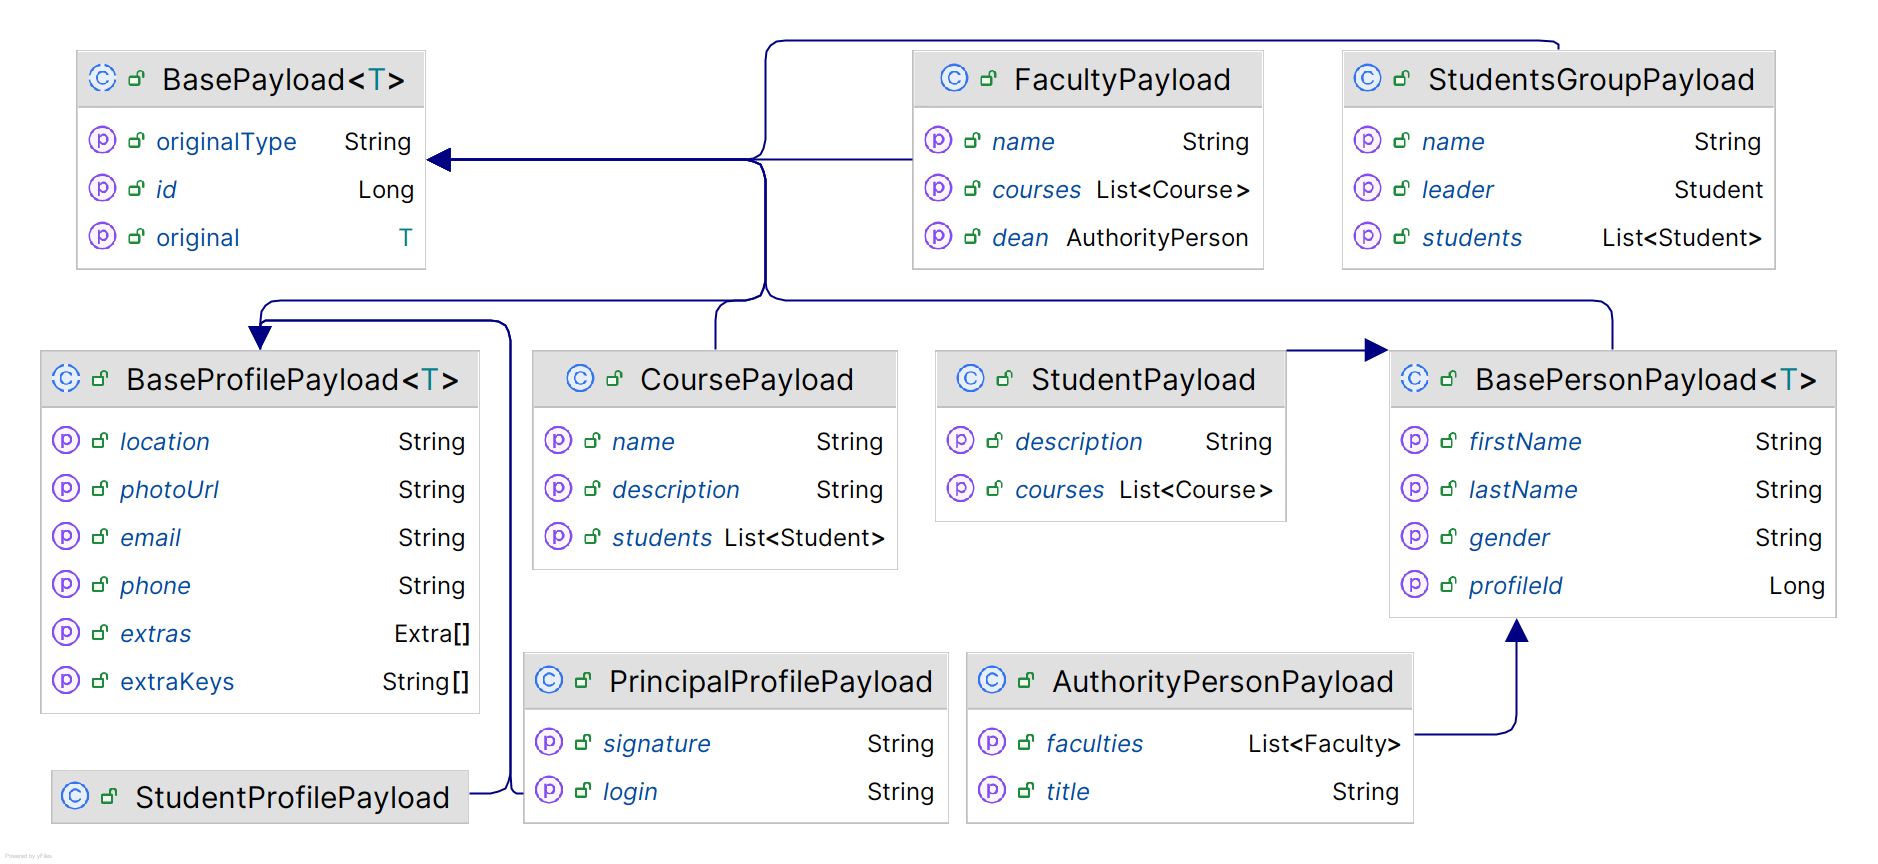 BasePayload<T>
originalType String
id Long
original T
FacultyPayload
name String
courses List<Course>
dean AuthorityPerson
StudentsGroupPayload
name String
leader Student
students List<Student>
BaseProfilePayload<T>
location String
photoUrl String
email String
phone String
extras Extra[]
extraKeys String[]
CoursePayload
name String
description String
students List<Student>
StudentPayload
description String
courses List<Course>
BasePersonPayload<T>
firstName String
lastName String
gender String
profileId Long
PrincipalProfilePayload
signature String
login String
AuthorityPersonPayload
faculties List<Faculty>
title String
StudentProfilePayload
Powered by yFiles